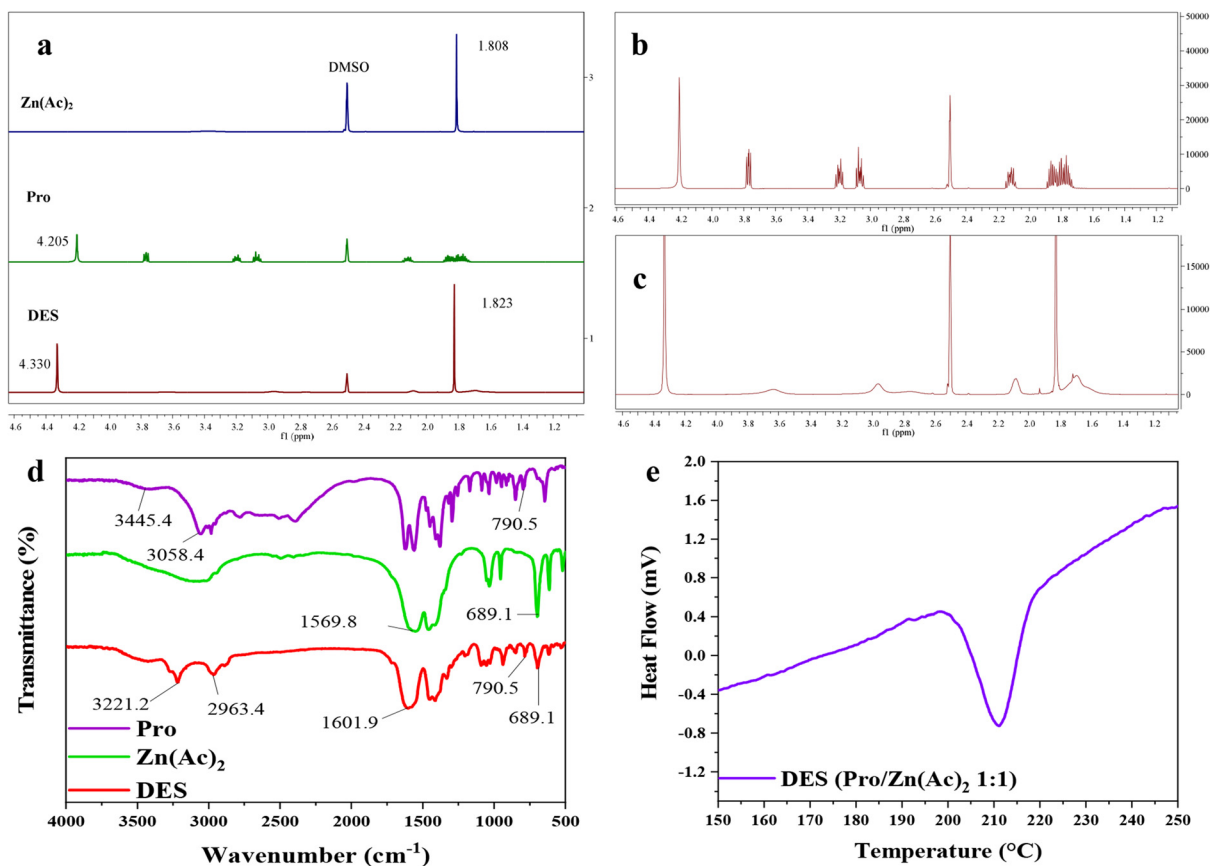 a
Zn(Ac)2
DMSO
1.808
3
Pro
4.205
2
DES
4.330
1.823
1
4.6 4.4 4.2 4.0 3.8 3.6 3.4 3.2 3.0 2.8 2.6 2.4 2.2 2.0 1.8 1.6 1.4 1.2
f1 (ppm)
b
50000
40000
30000
20000
10000
0
4.6 4.4 4.2 4.0 3.8 3.6 3.4 3.2 3.0 2.8 2.6 2.4 2.2 2.0 1.8 1.6 1.4 1.2
f1 (ppm)
c
15000
10000
5000
0
4.6 4.4 4.2 4.0 3.8 3.6 3.4 3.2 3.0 2.8 2.6 2.4 2.2 2.0 1.8 1.6 1.4 1.2
f1 (ppm)
d
Transmittance (%)
3445.4
3058.4
790.5
1569.8
689.1
3221.2
2963.4
1601.9
790.5
689.1
Pro
Zn(Ac)2
DES
4000 3500 3000 2500 2000 1500 1000 500
Wavenumber (cm-1)
e
Heat Flow (mV)
2.0
1.6
1.2
0.8
0.4
0.0
-0.4
-0.8
-1.2
DES (Pro/Zn(Ac)2 1:1)
150 160 170 180 190 200 210 220 230 240 250
Temperature (°C)